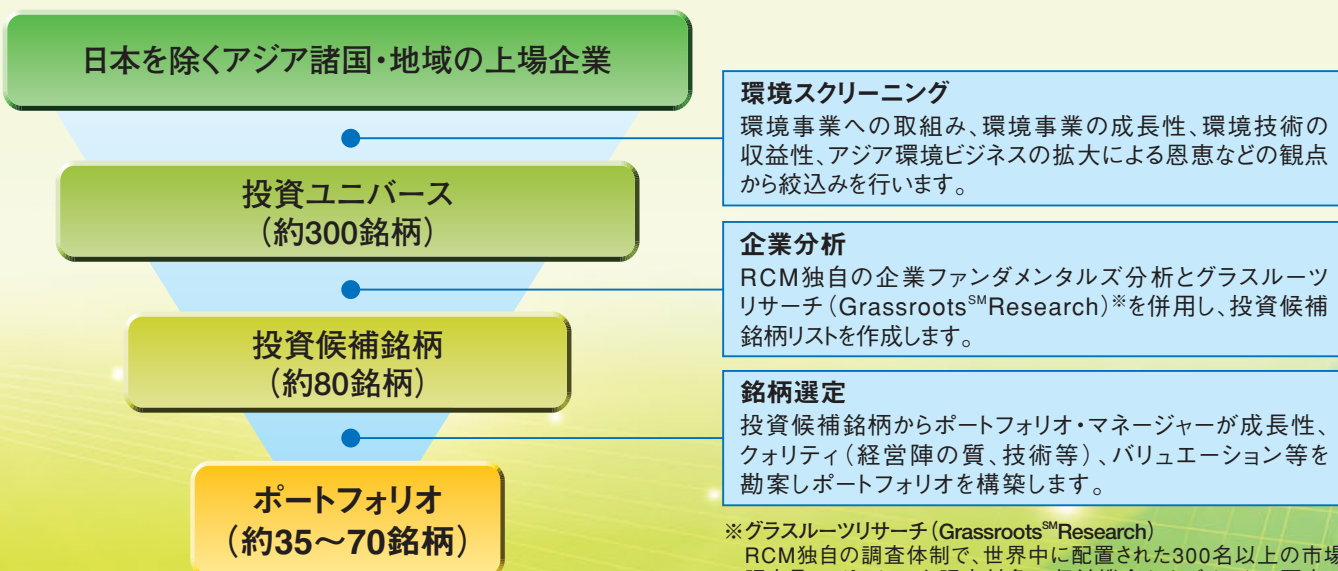 日本を除くアジア諸国・地域の上場企業
環境スクリーニング
環境事業への取組み、環境事業の成長性、環境技術の
収益性、アジア環境ビジネスの拡大による恩恵などの観点
から絞込みを行います。
投資ユニバース
(約300銘柄)
企業分析
RCM独自の企業ファンダメンタルズ分析とグラスルーツ
リサーチ(Grassroots℠Research)※を併用し、投資候補
銘柄リストを作成します。
投資候補銘柄
(約80銘柄)
銘柄選定
投資候補銘柄からポートフォリオ・マネージャーが成長性、
クォリティ(経営陣の質、技術等)、バリュエーション等を
勘案しポートフォリオを構築します。
ポートフォリオ
(約35〜70銘柄)
※グラスルーツリサーチ(Grassroots℠Research)
RCM独自の調査体制で、世界中に配置された300名以上の市場